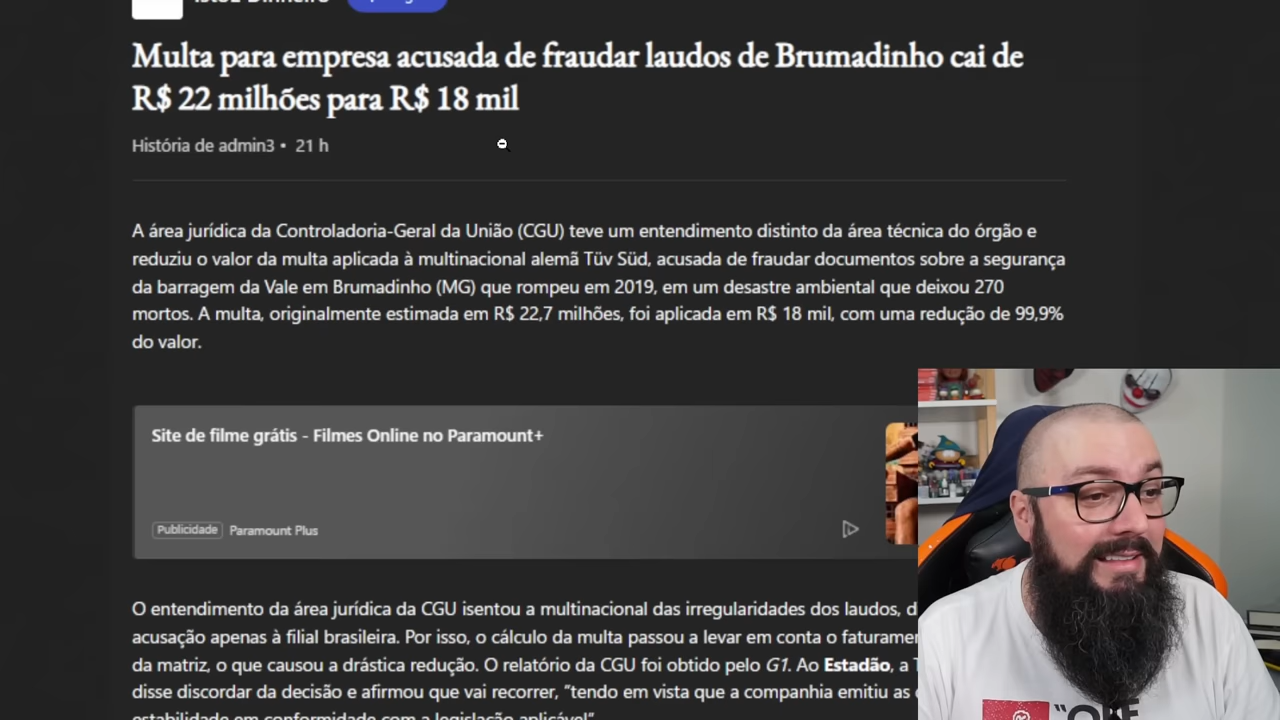 Multa para empresa acusada de fraudar laudos de Brumadinho cai de
R$ 22 milhões para R$ 18 mil
História de admin3 • 21 h
A área jurídica da Controladoria-Geral da União (CGU) teve um entendimento distinto da área técnica do órgão e
reduziu o valor da multa aplicada à multinacional alemã Tüv Süd, acusada de fraudar documentos sobre a segurança
da barragem da Vale em Brumadinho (MG) que rompeu em 2019, em um desastre ambiental que deixou 270
mortos. A multa, originalmente estimada em R$ 22,7 milhões, foi aplicada em R$ 18 mil, com uma redução de 99,9%
do valor.
Site de filme grátis - Filmes Online no Paramount+
Publicidade Paramount Plus
O entendimento da área jurídica da CGU isentou a multinacional das irregularidades dos laudos,
acusação apenas à filial brasileira. Por isso, o cálculo da multa passou a levar em conta o
da matriz, o que causou a drástica redução. O relatório da CGU foi obtido pelo G1. Ao Estadão, a
disse discordar da decisão e afirmou que vai recorrer, “tendo em vista que a companhia emitiu as
estabilidade em conformidade com a legislação aplicável”